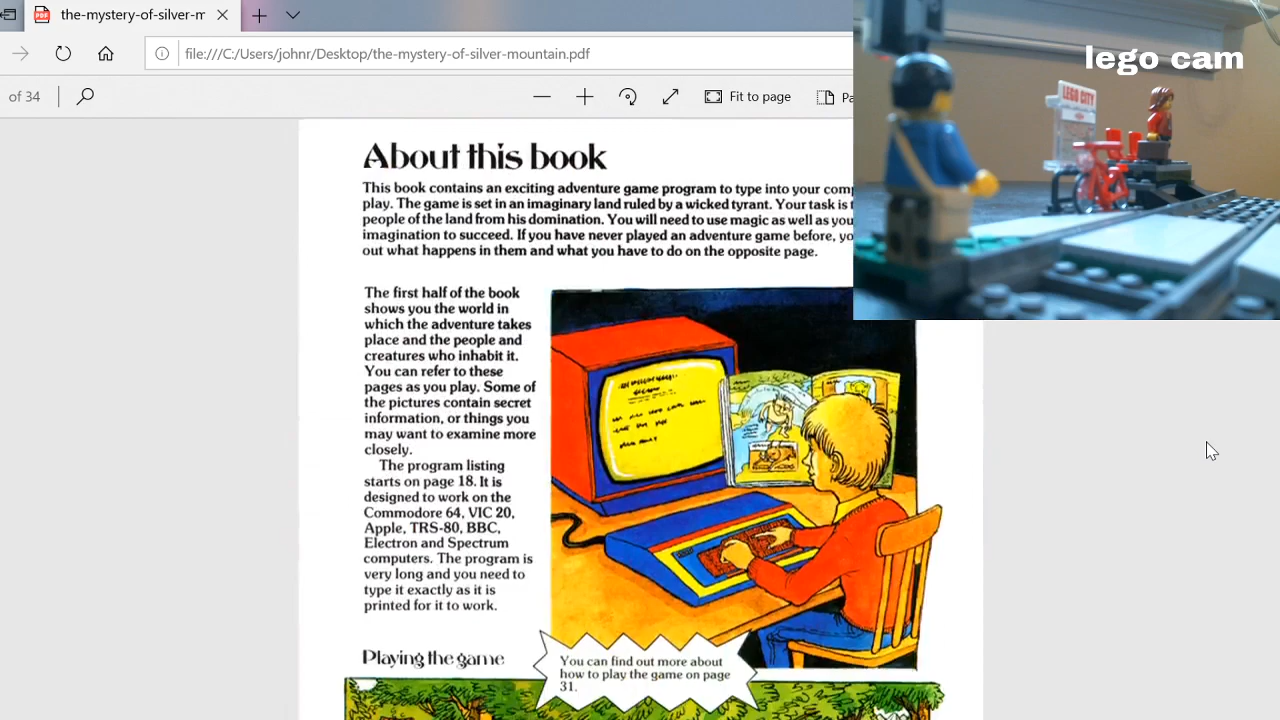 the-mystery-of-silver-m
file:///C:/Users/johnr/Desktop/the-mystery-of-silver-mountain.pdf
of 34
Fit to page
Pa
lego cam
LEGO CITY
About this book
This book contains an exciting adventure game program to type into your comp
play. The game is set in an imaginary land ruled by a wicked tyrant. Your task is t
people of the land from his domination. You will need to use magic as well as you
imagination to succeed. If you have never played an adventure game before, yo
out what happens in them and what you have to do on the opposite page.
The first half of the book
shows you the world in
which the adventure takes
place and the people and
creatures who inhabit it.
You can refer to these
pages as you play. Some of
the pictures contain secret
information, or things you
may want to examine more
closely.
The program listing
starts on page 18. It is
designed to work on the
Commodore 64, VIC 20,
Apple, TRS-80, BBC,
Electron and Spectrum
computers. The program is
very long and you need to
type it exactly as it is
printed for it to work.
Playing the game
You can find out more about
how to play the game on page
31.